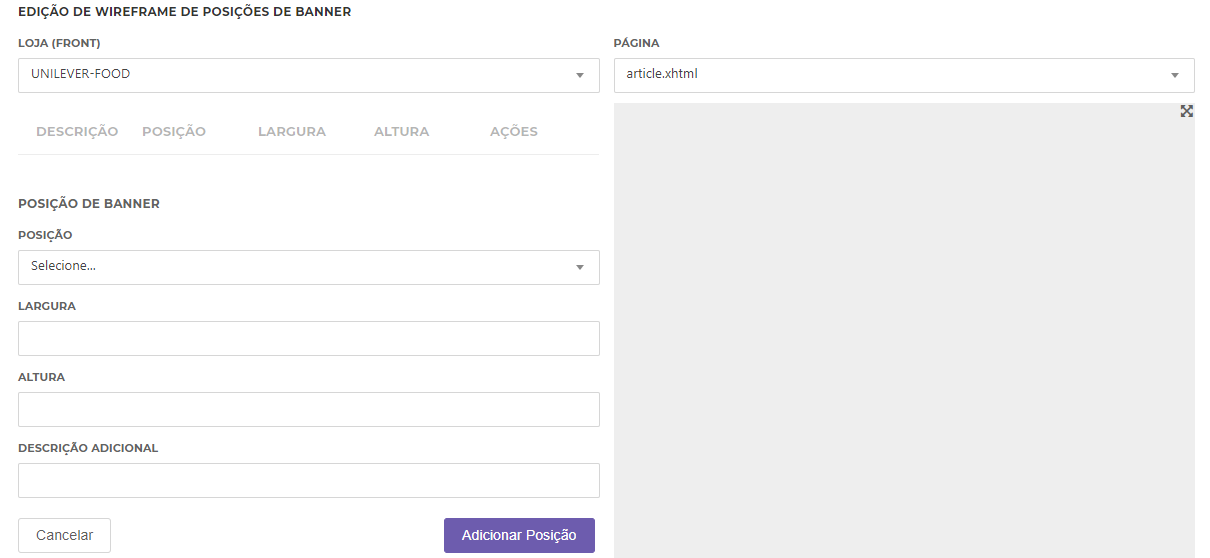 EDIÇÃO DE WIREFRAME DE POSIÇÕES DE BANNER
LOJA (FRONT)
UNILEVER-FOOD
PÁGINA
article.xhtml
DESCRIÇÃO POSIÇÃO LARGURA ALTURA AÇÕES
POSIÇÃO DE BANNER
POSIÇÃO
Selecione...
LARGURA
ALTURA
DESCRIÇÃO ADICIONAL
Cancelar
Adicionar Posição